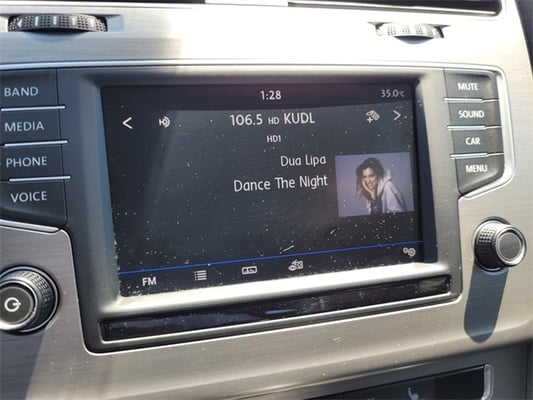 1:28
35.0°C
BAND
MEDIA
PHONE
VOICE
106.5 HD KUDL
HD1
Dua Lipa
Dance The Night
FM
MUTE
SOUND
CAR
MENU